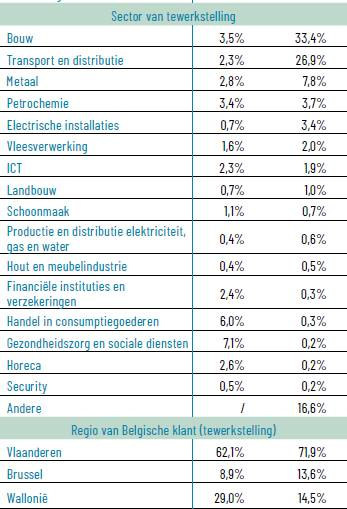 Sector van tewerkstelling
Bouw 3,5% 33,4%
Transport en distributie 2,3% 26,9%
Metaal 2,8% 7,8%
Petrochemie 3,4% 3,7%
Electrische installaties 0,7% 3,4%
Vleesverwerking 1,6% 2,0%
ICT 2,3% 1,9%
Landbouw 0,7% 1,0%
Schoonmaak 1,1% 0,7%
Productie en distributie elektriciteit,
gas en water 0,4% 0,6%
Hout en meubelindustrie 0,4% 0,5%
Financiële instituties en
verzekeringen 2,4% 0,3%
Handel in consumptiegoederen 6,0% 0,3%
Gezondheidszorg en sociale diensten 7,1% 0,2%
Horeca 2,6% 0,2%
Security 0,5% 0,2%
Andere / 16,6%
Regio van Belgische klant (tewerkstelling)
Vlaanderen 62,1% 71,9%
Brussel 8,9% 13,6%
Wallonië 29,0% 14,5%